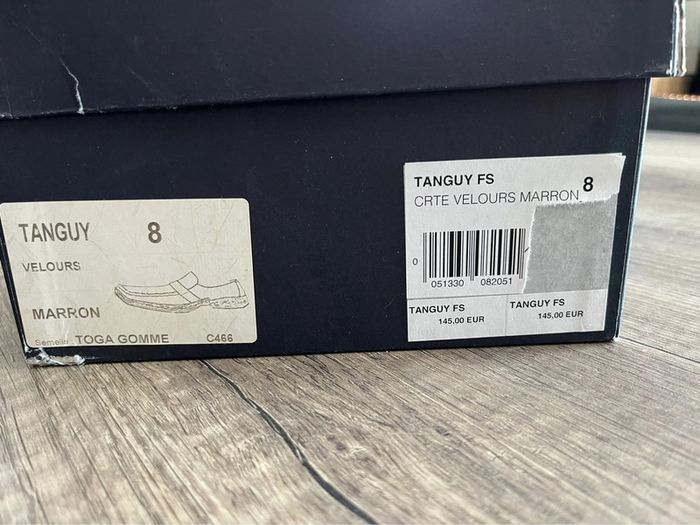 TANGUY 8
VELOURS
MARRON
Semelle TOGA GOMME C466
TANGUY FS
CRTE VELOURS MARRON 8
0 051330 082051
TANGUY FS
145,00 EUR
TANGUY FS
145,00 EUR